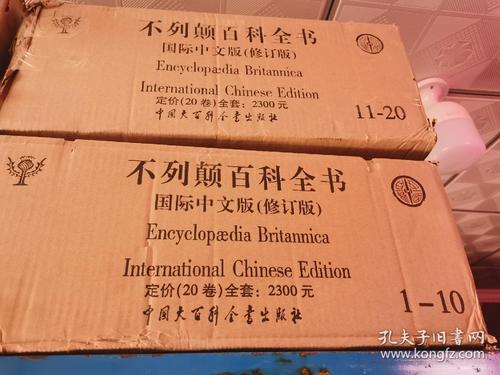 不列颠百科全书
国际中文版(修订版)
Encyclopædia Britannica
International Chinese Edition
定价(20卷)全套：2300元
中国大百科全书出版社
11-20
不列颠百科全书
国际中文版(修订版)
Encyclopædia Britannica
International Chinese Edition
定价(20卷)全套：2300元
中国大百科全书出版社
1-10
孔夫子旧书网
www.kongfz.com